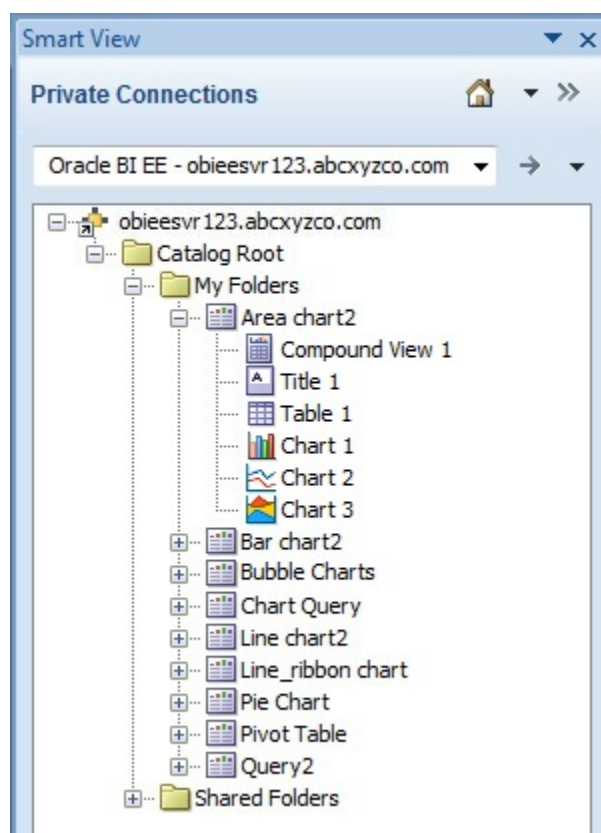 Smart View
Private Connections
Oracle BI EE - obieesvr123.abcxyzco.com
obieesvr123.abcxyzco.com
Catalog Root
My Folders
Area chart2
Compound View 1
Title 1
Table 1
Chart 1
Chart 2
Chart 3
Bar chart2
Bubble Charts
Chart Query
Line chart2
Line_ribbon chart
Pie Chart
Pivot Table
Query2
Shared Folders